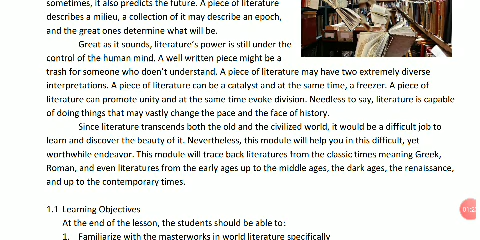 sometimes, it also predicts the future. A piece of literature
describes a milieu, a collection of it may describe an epoch,
and the great ones determine what will be.
Great as it sounds, literature's power is still under the
control of the human mind. A well written piece might be a
trash for someone who doen't understand. A piece of literature may have two extremely diverse
interpretations. A piece of literature can be a catalyst and at the same time, a freezer. A piece of
literature can promote unity and at the same time evoke division. Needless to say, literature is capable
of doing things that may vastly change the pace and the face of history.
Since literature transcends both the old and the civilized world, it would be a difficult job to
learn and discover the beauty of it. Nevertheless, this module will help you in this difficult, yet
worthwhile endeavor. This module will trace back literatures from the classic times meaning Greek,
Roman, and even literatures from the early ages up to the middle ages, the dark ages, the renaissance,
and up to the contemporary times.
1.1 Learning Objectives
At the end of the lesson, the students should be able to:
1. Familiarize with the masterworks in world literature specifically